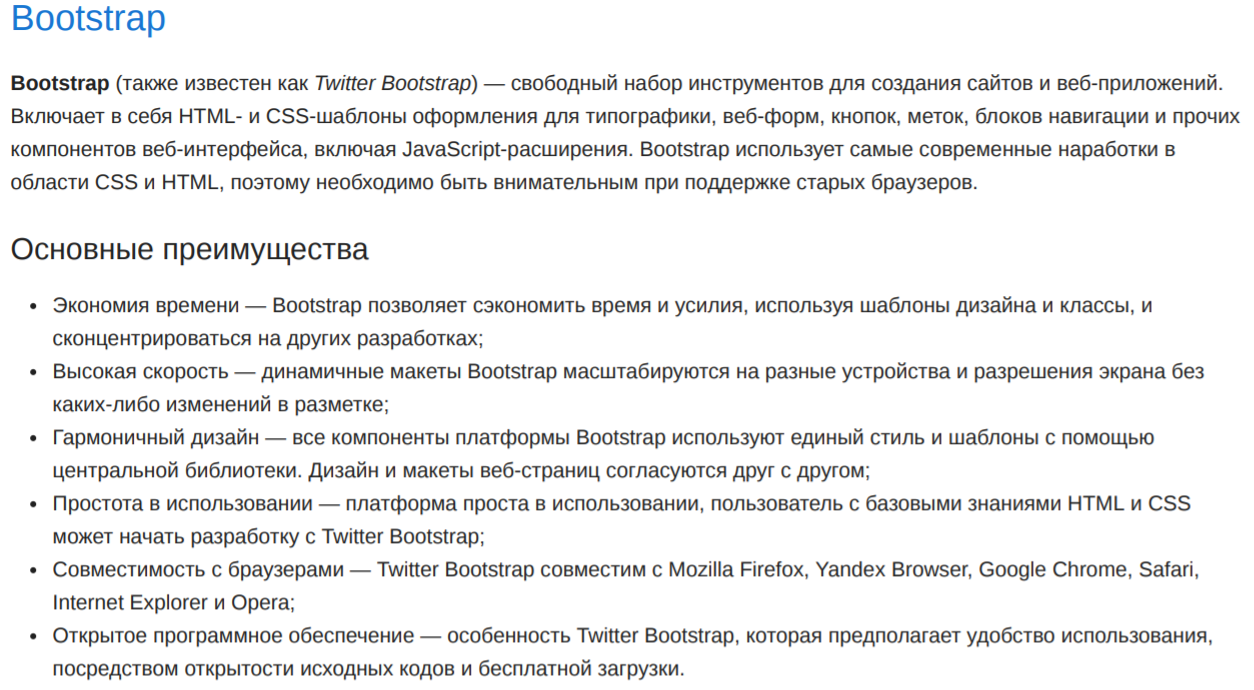 Bootstrap
Bootstrap (также известен как Twitter Bootstrap) — свободный набор инструментов для создания сайтов и веб-приложений.
Включает в себя HTML- и CSS-шаблоны оформления для типографики, веб-форм, кнопок, меток, блоков навигации и прочих
компонентов веб-интерфейса, включая JavaScript-расширения. Bootstrap использует самые современные наработки в
области CSS и HTML, поэтому необходимо быть внимательным при поддержке старых браузеров.
Основные преимущества
• Экономия времени — Bootstrap позволяет сэкономить время и усилия, используя шаблоны дизайна и классы, и
сконцентрироваться на других разработках;
• Высокая скорость — динамичные макеты Bootstrap масштабируются на разные устройства и разрешения экрана без
каких-либо изменений в разметке;
• Гармоничный дизайн — все компоненты платформы Bootstrap используют единый стиль и шаблоны с помощью
центральной библиотеки. Дизайн и макеты веб-страниц согласуются друг с другом;
• Простота в использовании — платформа проста в использовании, пользователь с базовыми знаниями HTML и CSS
может начать разработку с Twitter Bootstrap;
• Совместимость с браузерами — Twitter Bootstrap совместим с Mozilla Firefox, Yandex Browser, Google Chrome, Safari,
Internet Explorer и Opera;
• Открытое программное обеспечение — особенность Twitter Bootstrap, которая предполагает удобство использования,
посредством открытости исходных кодов и бесплатной загрузки.